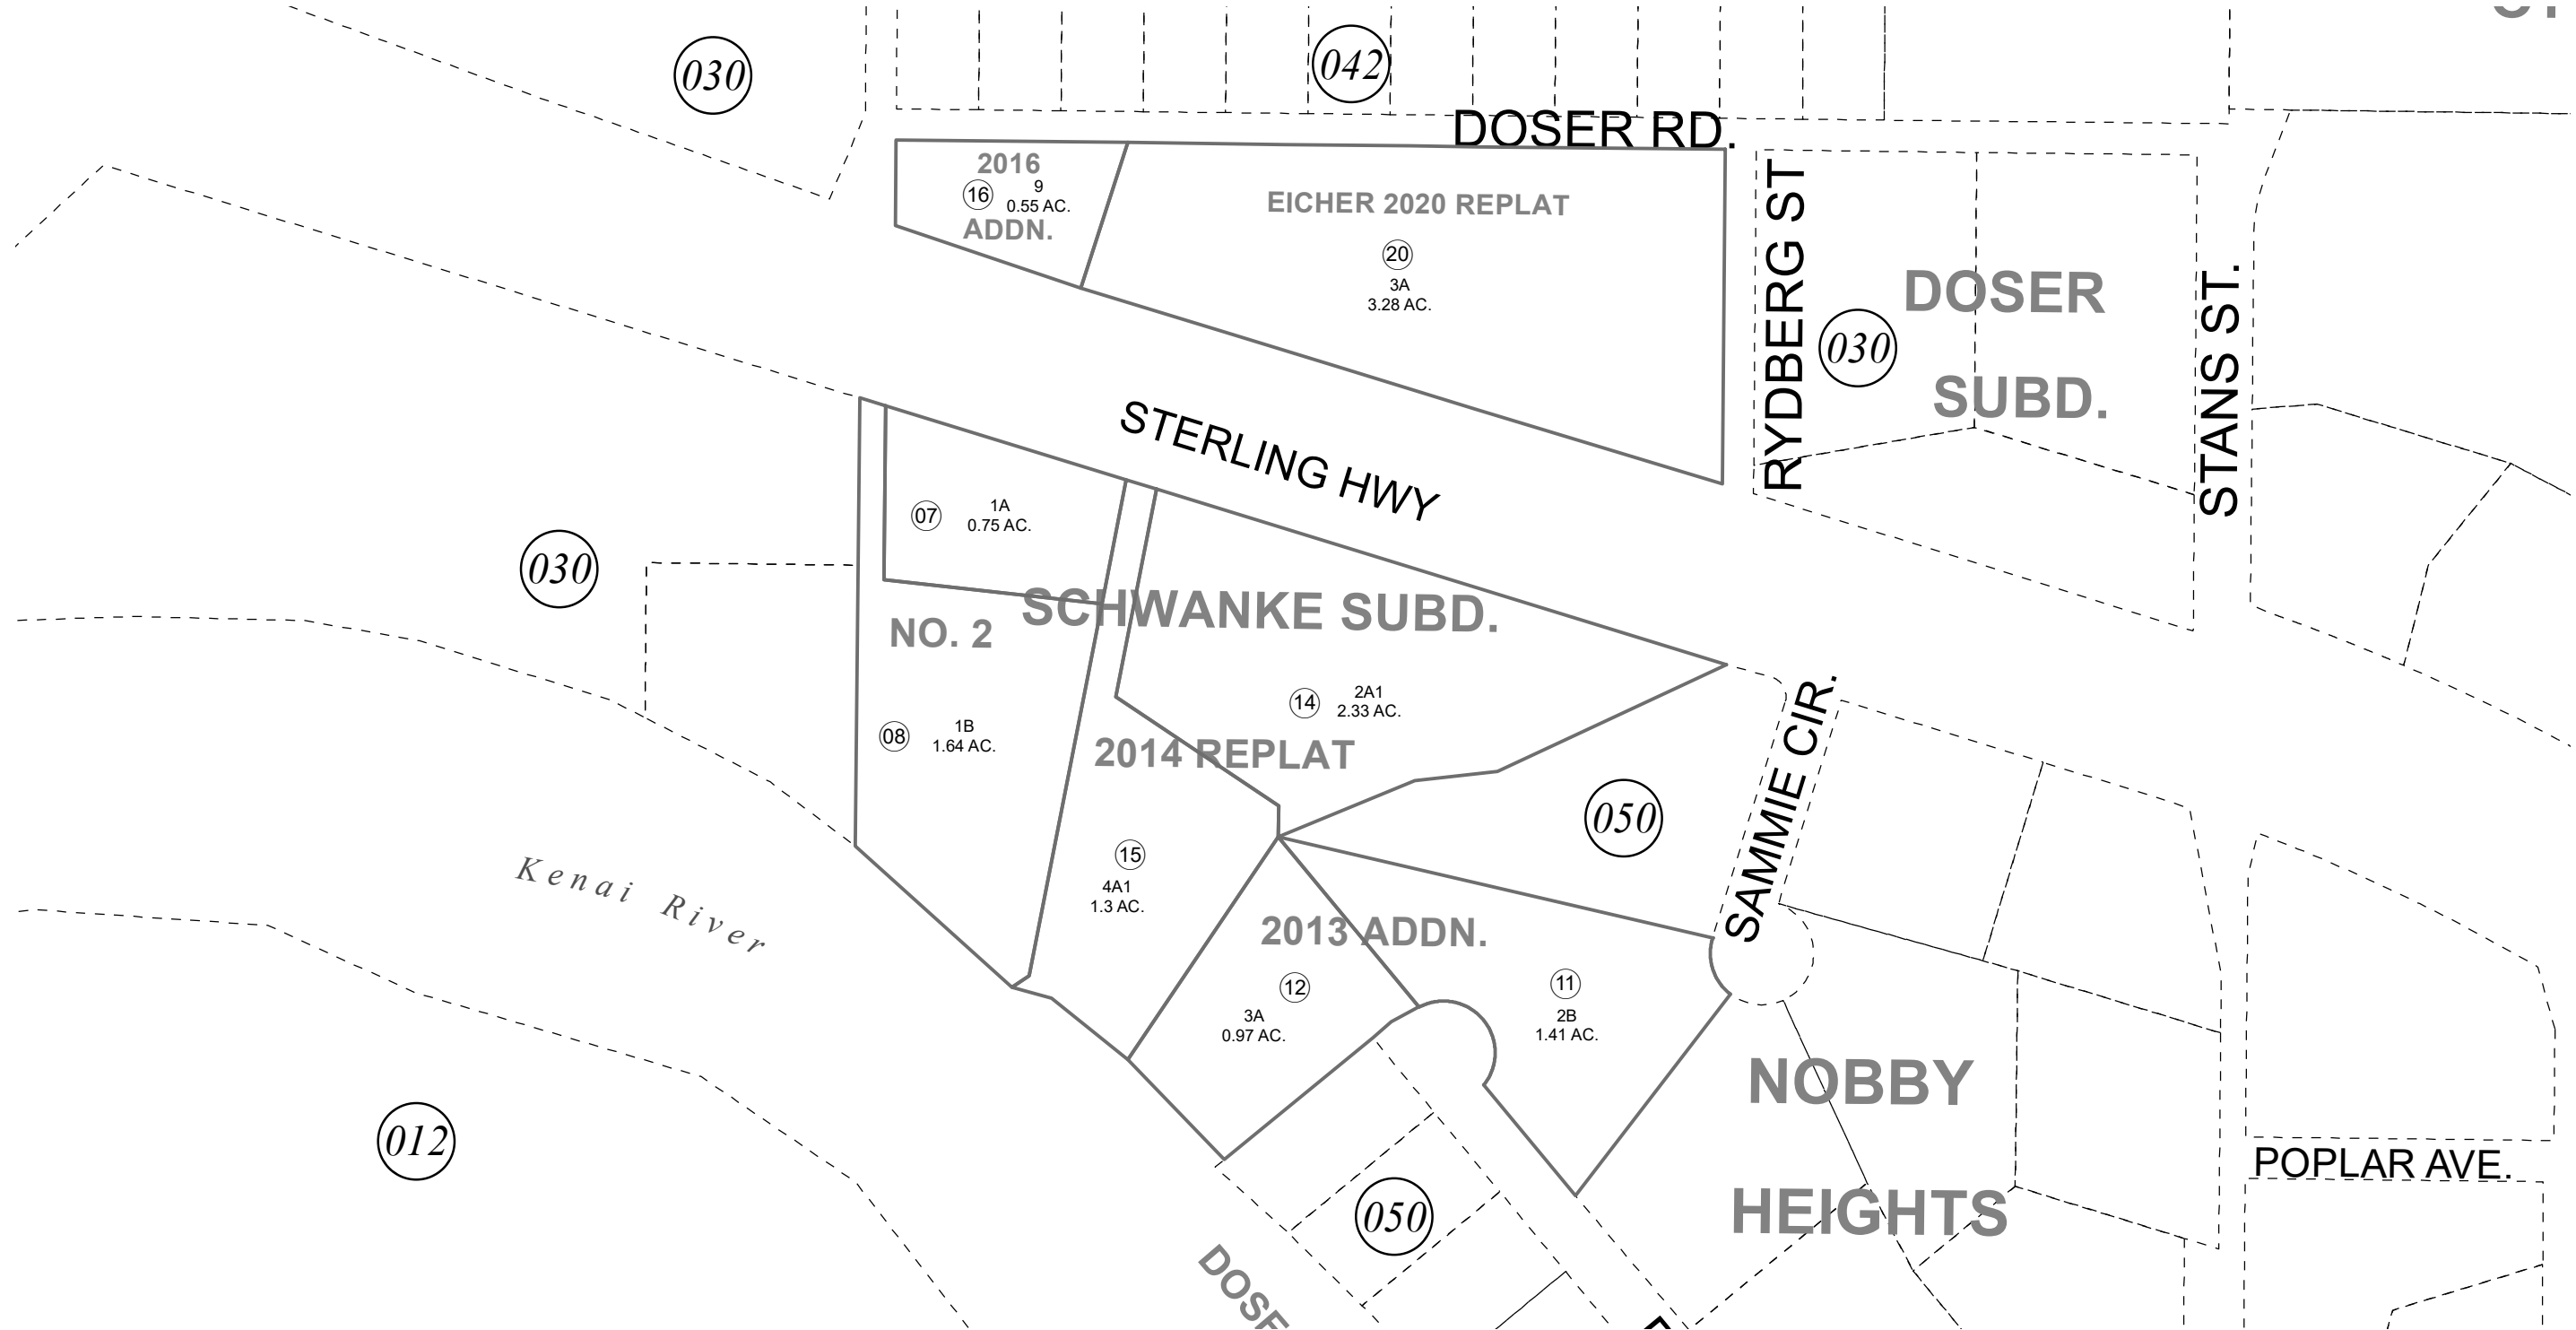 030
042
DOSER RD.
2016
16
9
0.55 AC.
ADDN.
EICHER 2020 REPLAT
20
3A
3.28 AC.
RYDBERG ST
030
DOSER
SUBD.
STANS ST.
STERLING HWY
07
1A
0.75 AC.
030
NO. 2
SCHWANKE SUBD.
08
1B
1.64 AC.
14
2A1
2.33 AC.
2014 REPLAT
050
SAMMIE CIR.
Kenai River
15
4A1
1.3 AC.
2013 ADDN.
12
3A
0.97 AC.
11
2B
1.41 AC.
012
NOBBY
HEIGHTS
POPLAR AVE.
050